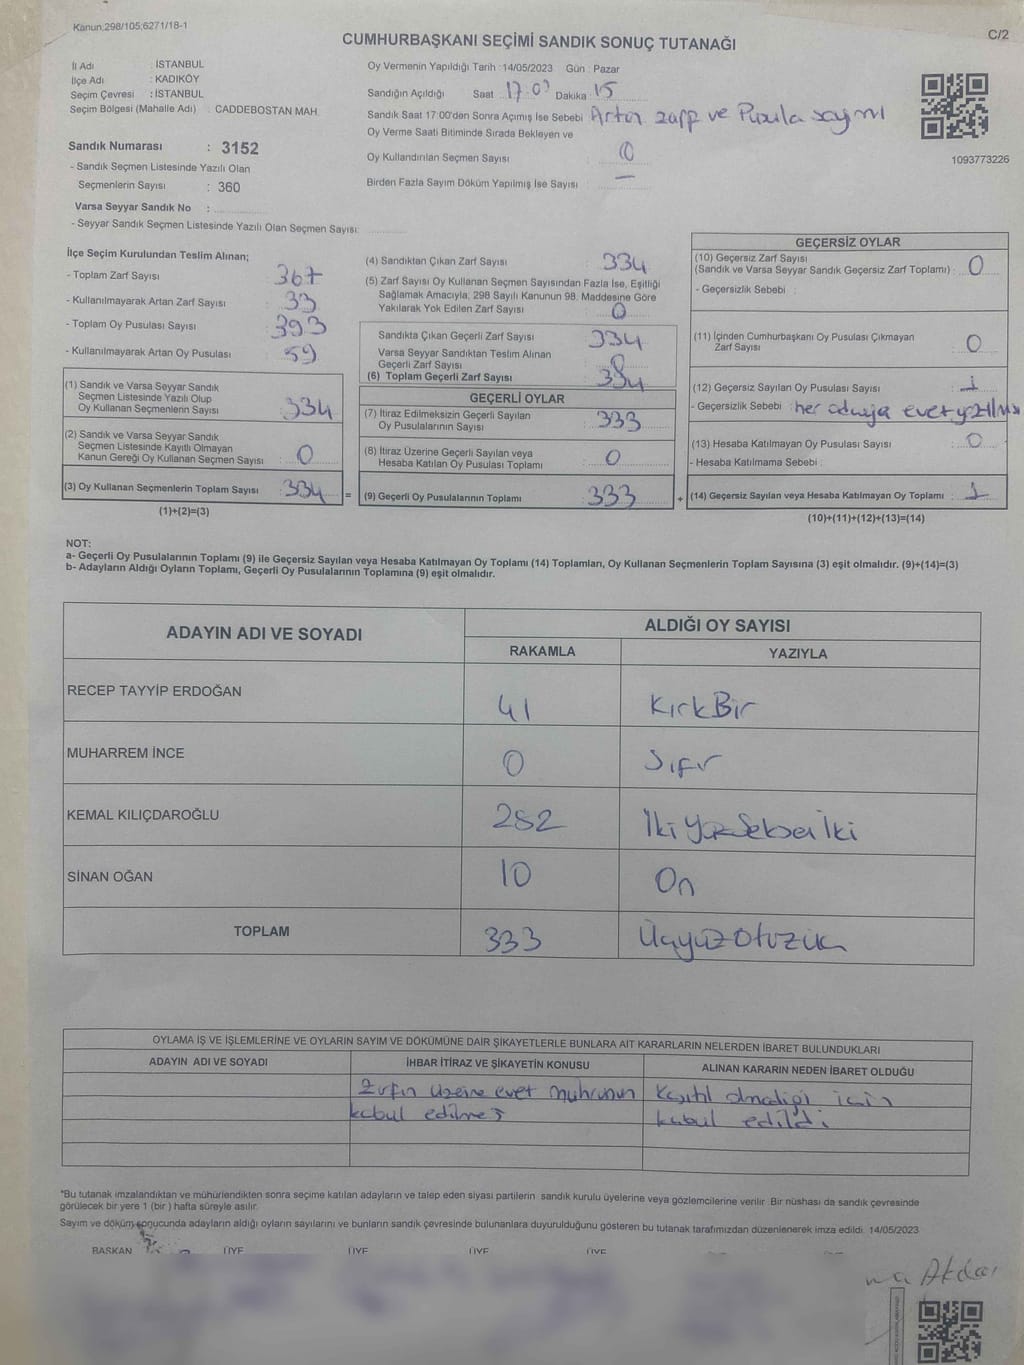 Kanun;298/105;6271/18-1
C/2
CUMHURBAŞKANI SEÇİMİ SANDIK SONUÇ TUTANAĞI
İl Adı : İSTANBUL
İlçe Adı : KADIKÖY
Seçim Çevresi : İSTANBUL
Seçim Bölgesi (Mahalle Adı) : CADDEBOSTAN MAH.
Sandık Numarası : 3152
- Sandık Seçmen Listesinde Yazılı Olan
Seçmenlerin Sayısı : 360
Varsa Seyyar Sandık No :
- Seyyar Sandık Seçmen Listesinde Yazılı Olan Seçmen Sayısı:
Oy Vermenin Yapıldığı Tarih :14/05/2023 Gün : Pazar
Sandığın Açıldığı Saat 17:07 Dakika 15
Sandık Saat 17:00'den Sonra Açımış İse Sebebi Artın zarf ve Pusula sayımı
Oy Verme Saati Bitiminde Sırada Bekleyen ve
Oy Kullandırılan Seçmen Sayısı 0
Birden Fazla Sayım Döküm Yapılmış İse Sayısı —
1093773226
İlçe Seçim Kurulundan Teslim Alınan;
- Toplam Zarf Sayısı 367
- Kullanılmayarak Artan Zarf Sayısı : 33
- Toplam Oy Pusulası Sayısı : 393
- Kullanılmayarak Artan Oy Pusulası : 59
(1) Sandık ve Varsa Seyyar Sandık
Seçmen Listesinde Yazılı Olup
Oy Kullanan Seçmenlerin Sayısı : 334
(2) Sandık ve Varsa Seyyar Sandık
Seçmen Listesinde Kayıtlı Olmayan
Kanun Gereği Oy Kullanan Seçmen Sayısı : 0
(3) Oy Kullanan Seçmenlerin Toplam Sayısı : 334
(1)+(2)=(3)
=
(4) Sandıktan Çıkan Zarf Sayısı 334
(5) Zarf Sayısı Oy Kullanan Seçmen Sayısından Fazla İse, Eşitliği
Sağlamak Amacıyla, 298 Sayılı Kanunun 98. Maddesine Göre
Yakılarak Yok Edilen Zarf Sayısı : 0
Sandıkta Çıkan Geçerli Zarf Sayısı : 334
Varsa Seyyar Sandıktan Teslim Alınan
Geçerli Zarf Sayısı
(6) Toplam Geçerli Zarf Sayısı : 334
GEÇERLİ OYLAR
(7) İtiraz Edilmeksizin Geçerli Sayılan
Oy Pusulalarının Sayısı : 333
(8) İtiraz Üzerine Geçerli Sayılan veya
Hesaba Katılan Oy Pusulası Toplamı : 0
(9) Geçerli Oy Pusulalarının Toplamı : 333
+
GEÇERSİZ OYLAR
(10) Geçersiz Zarf Sayısı
(Sandık ve Varsa Seyyar Sandık Geçersiz Zarf Toplamı) : 0
- Geçersizlik Sebebi :
(11) İçinden Cumhurbaşkanı Oy Pusulası Çıkmayan
Zarf Sayısı : 0
(12) Geçersiz Sayılan Oy Pusulası Sayısı : 1
- Geçersizlik Sebebi : her adaya evet yazılmış
(13) Hesaba Katılmayan Oy Pusulası Sayısı : 0
- Hesaba Katılmama Sebebi :
(14) Geçersiz Sayılan veya Hesaba Katılmayan Oy Toplamı : 1
(10)+(11)+(12)+(13)=(14)
NOT:
a- Geçerli Oy Pusulalarının Toplamı (9) ile Geçersiz Sayılan veya Hesaba Katılmayan Oy Toplamı (14) Toplamları, Oy Kullanan Seçmenlerin Toplam Sayısına (3) eşit olmalıdır. (9)+(14)=(3)
b- Adayların Aldığı Oyların Toplamı, Geçerli Oy Pusulalarının Toplamına (9) eşit olmalıdır.
ADAYIN ADI VE SOYADI
ALDIĞI OY SAYISI
RAKAMLA YAZIYLA
RECEP TAYYİP ERDOĞAN 41 KırkBir
MUHARREM İNCE 0 Sıfır
KEMAL KILIÇDAROĞLU 282 İkiYüzSeksenİki
SİNAN OĞAN 10 On
TOPLAM 333 ÜçyüzOtuzüç
OYLAMA İŞ VE İŞLEMLERİNE VE OYLARIN SAYIM VE DÖKÜMÜNE DAİR ŞİKAYETLERLE BUNLARA AİT KARARLARIN NELERDEN İBARET BULUNDUKLARI
ADAYIN ADI VE SOYADI İHBAR İTİRAZ VE ŞİKAYETİN KONUSU ALINAN KARARIN NEDEN İBARET OLDUĞU
Zarfın üzerine evet mührünün Kasıtlı olmadığı için
kabul edilmesi kabul edildi
*Bu tutanak imzalandıktan ve mühürlendikten sonra seçime katılan adayların ve talep eden siyasi partilerin sandık kurulu üyelerine veya gözlemcilerine verilir. Bir nüshası da sandık çevresinde
görülecek bir yere 1 (bir ) hafta süreyle asılır.
Sayım ve döküm sonucunda adayların aldığı oyların sayılarını ve bunların sandık çevresinde bulunanlara duyurulduğunu gösteren bu tutanak tarafımızdan düzenlenerek imza edildi. 14/05/2023
BAŞKAN ÜYE ÜYE ÜYE ÜYE